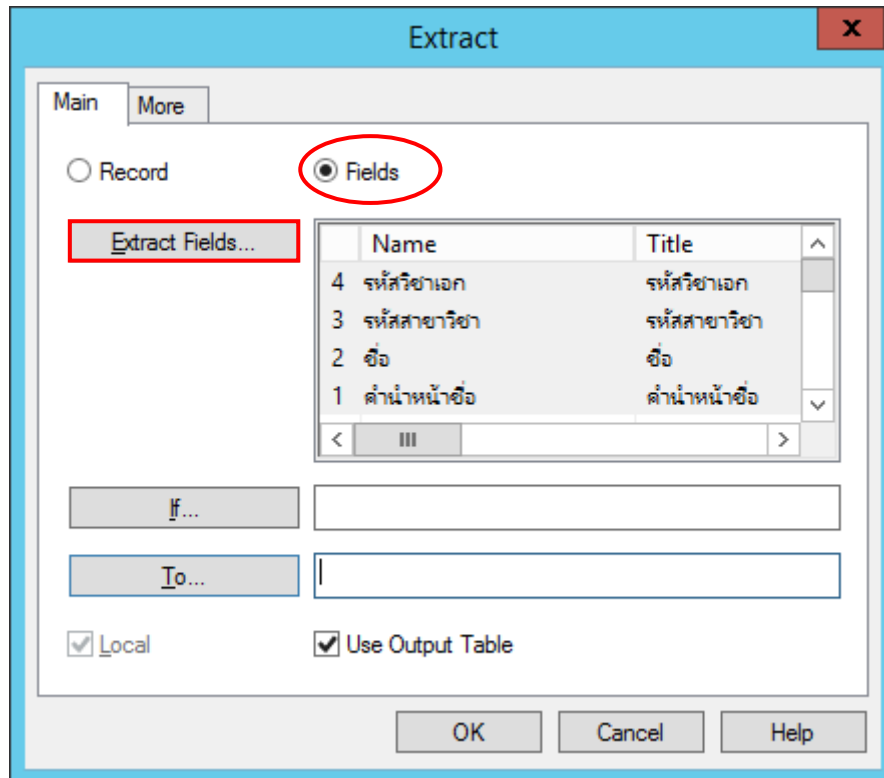 Extract
Main More
Record Fields
Extract Fields... Name Title
4 รหัสวิชาเอก รหัสวิชาเอก
3 รหัสสาขาวิชา รหัสสาขาวิชา
2 ชื่อ ชื่อ
1 คำนำหน้าชื่อ คำนำหน้าชื่อ
If...
To...
Local Use Output Table
OK Cancel Help